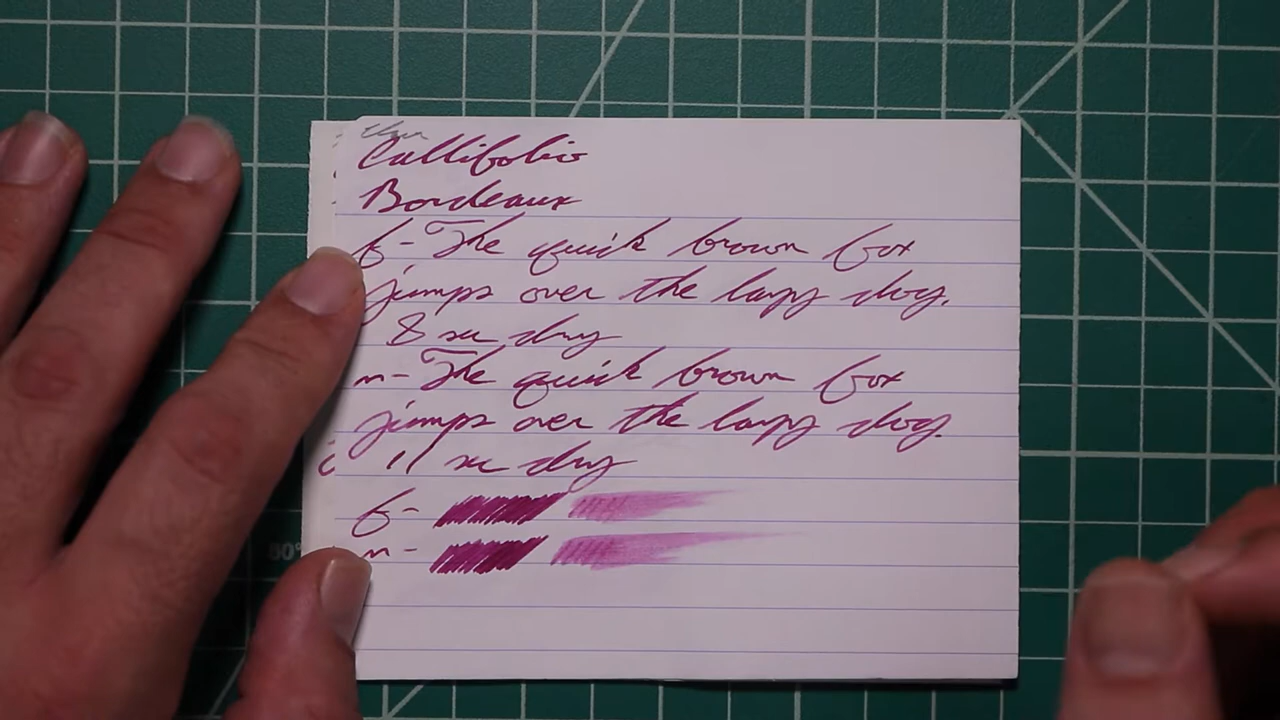 Callifolio
Bordeaux
f- The quick brown fox
jumps over the lazy dog.
8 sec dry
m- The quick brown fox
jumps over the lazy dog.
11 sec dry
f-
m-